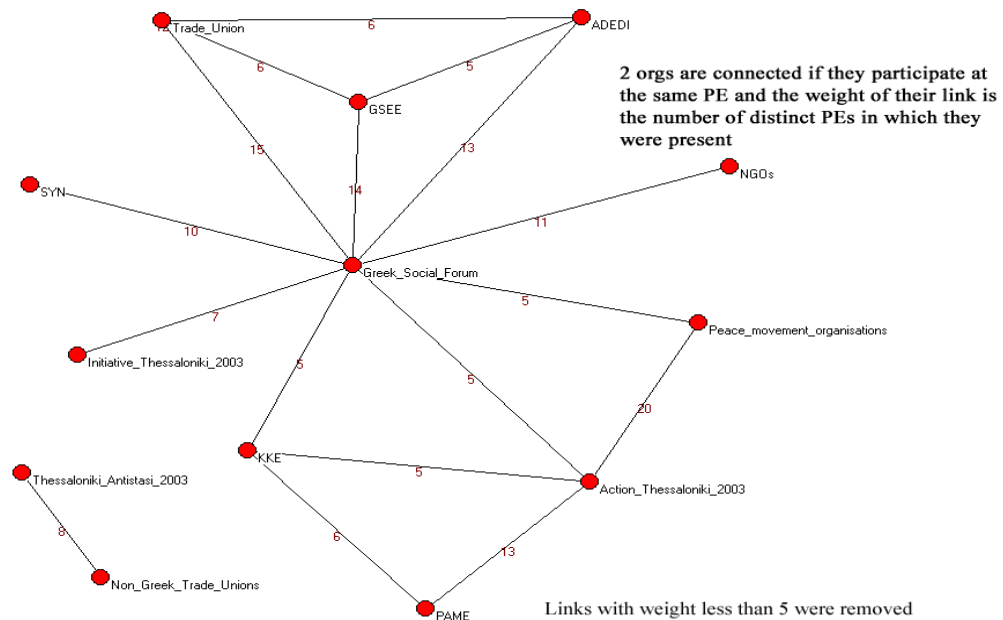 Trade_Union
6
ADEDI
6
5
GSEE
2 orgs are connected if they participate at
the same PE and the weight of their link is
the number of distinct PEs in which they
were present
15
13
NGOs
14
SYN
11
10
Greek_Social_Forum
5
7
Peace_movement_organisations
Initiative_Thessaloniki_2003
5
5
20
KKE
5
Thessaloniki_Antistasi_2003
Action_Thessaloniki_2003
8
6
13
Non_Greek_Trade_Unions
PAME
Links with weight less than 5 were removed